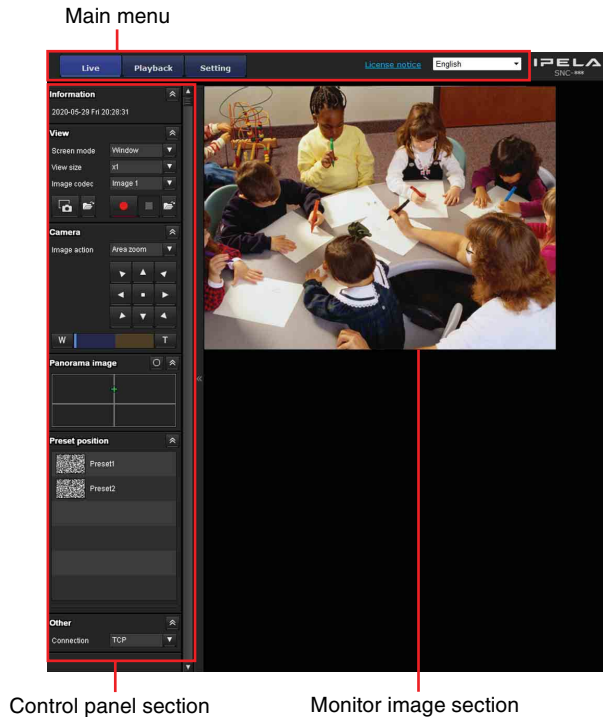 Main menu
Live Playback Setting License notice English IPELA
SNC-###
Information
2020-05-29 Fri 20:28:31
View
Screen mode Window
View size x1
Image codec Image 1
Camera
Image action Area zoom
W T
Panorama image
Preset position
Preset1
Preset2
Other
Connection TCP
Control panel section Monitor image section